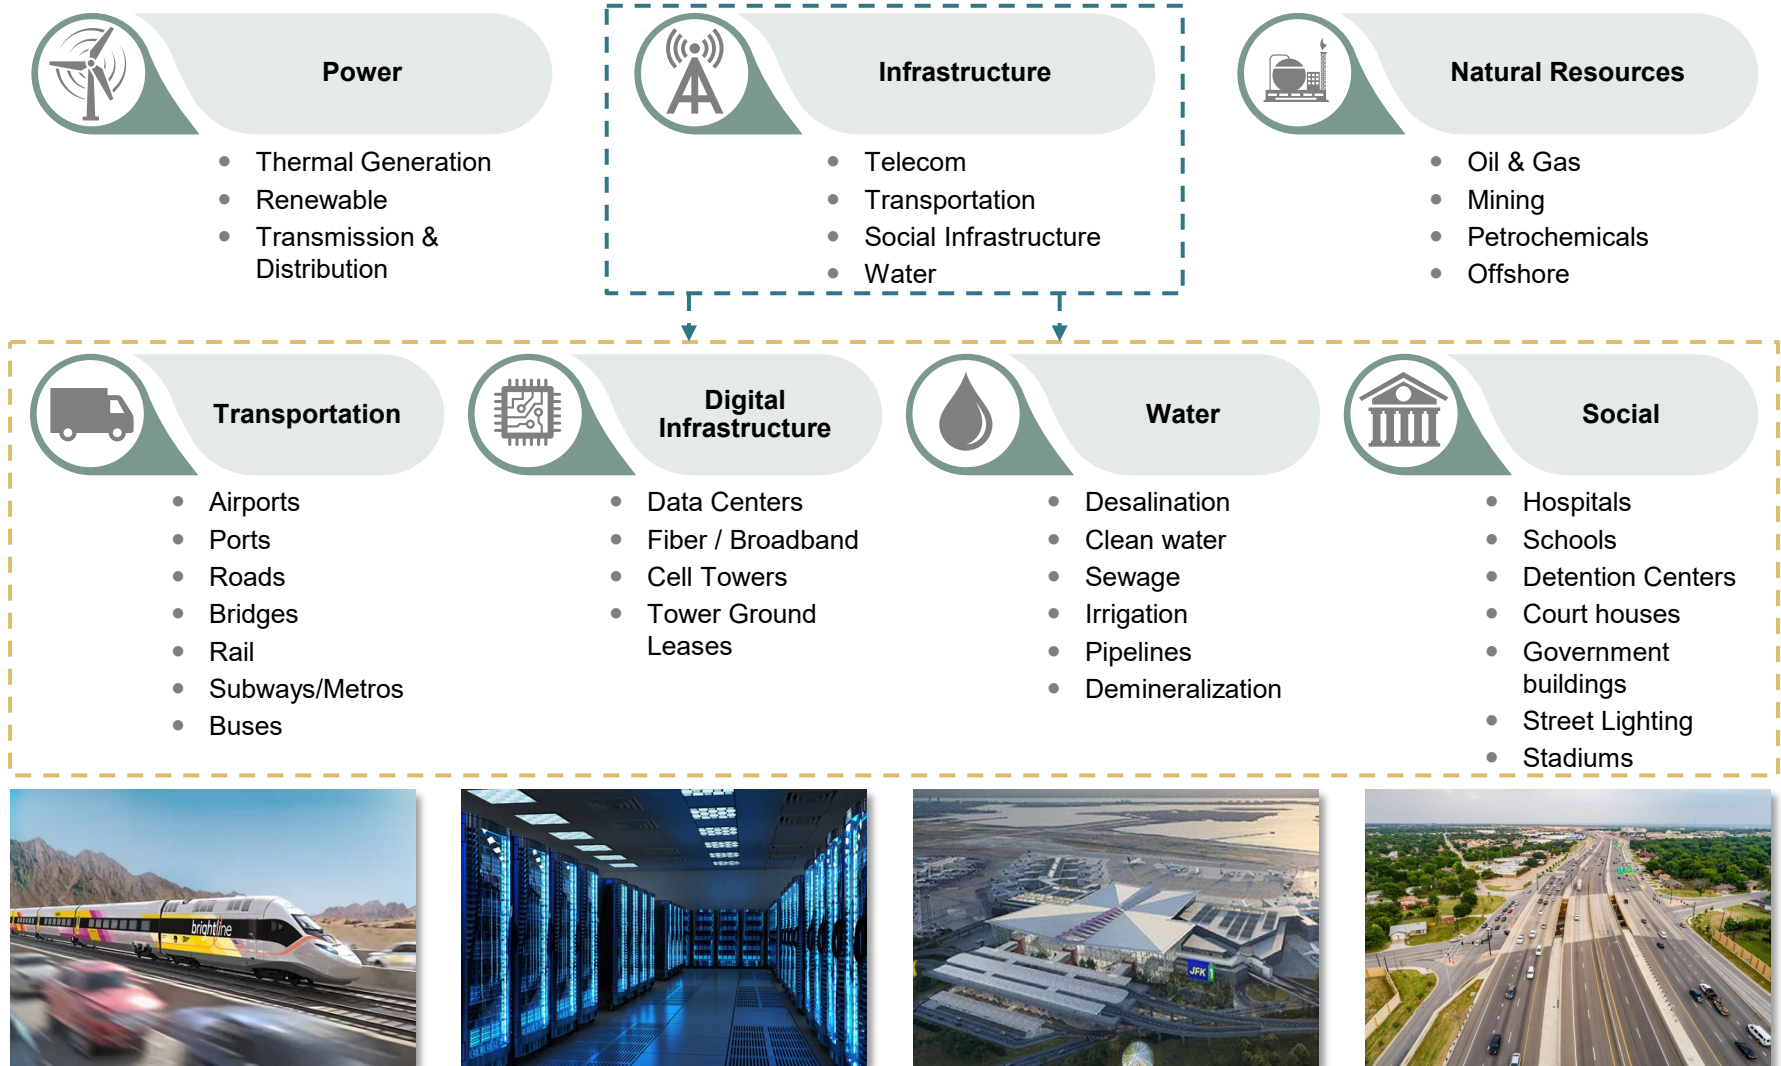 Power
Thermal Generation
Renewable
Transmission &
Distribution
Infrastructure
Telecom
Transportation
Social Infrastructure
Water
Natural Resources
Oil & Gas
Mining
Petrochemicals
Offshore
Transportation
Airports
Ports
Roads
Bridges
Rail
Subways/Metros
Buses
Digital
Infrastructure
Data Centers
Fiber / Broadband
Cell Towers
Tower Ground
Leases
Water
Desalination
Clean water
Sewage
Irrigation
Pipelines
Demineralization
Social
Hospitals
Schools
Detention Centers
Court houses
Government
buildings
Street Lighting
Stadiums
brightline
JFK 1